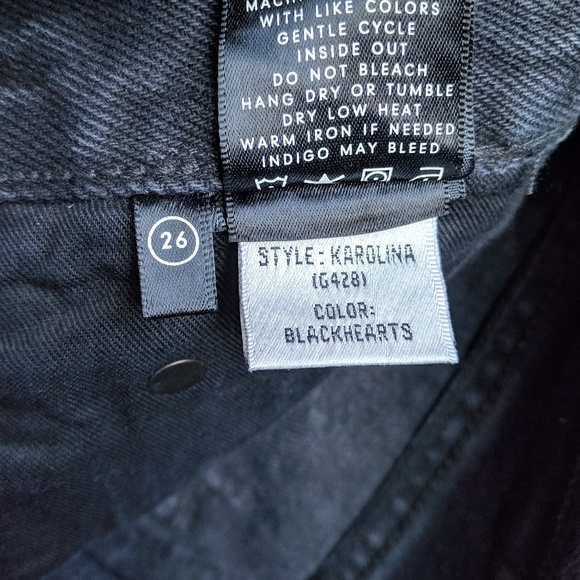 WITH LIKE COLORS
GENTLE CYCLE
INSIDE OUT
DO NOT BLEACH
HANG DRY OR TUMBLE
DRY LOW HEAT
WARM IRON IF NEEDED
INDIGO MAY BLEED
26
STYLE: KAROLINA
(G428)
COLOR:
BLACKHEARTS